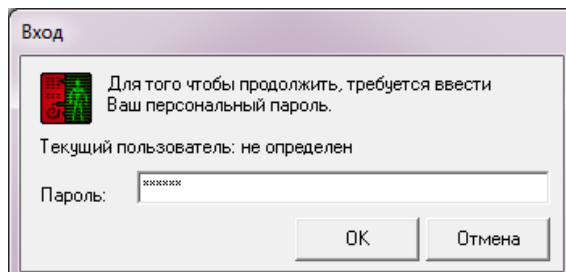 Вход
Для того чтобы продолжить, требуется ввести
Ваш персональный пароль.
Текущий пользователь: не определен
Пароль: ******
OK Отмена